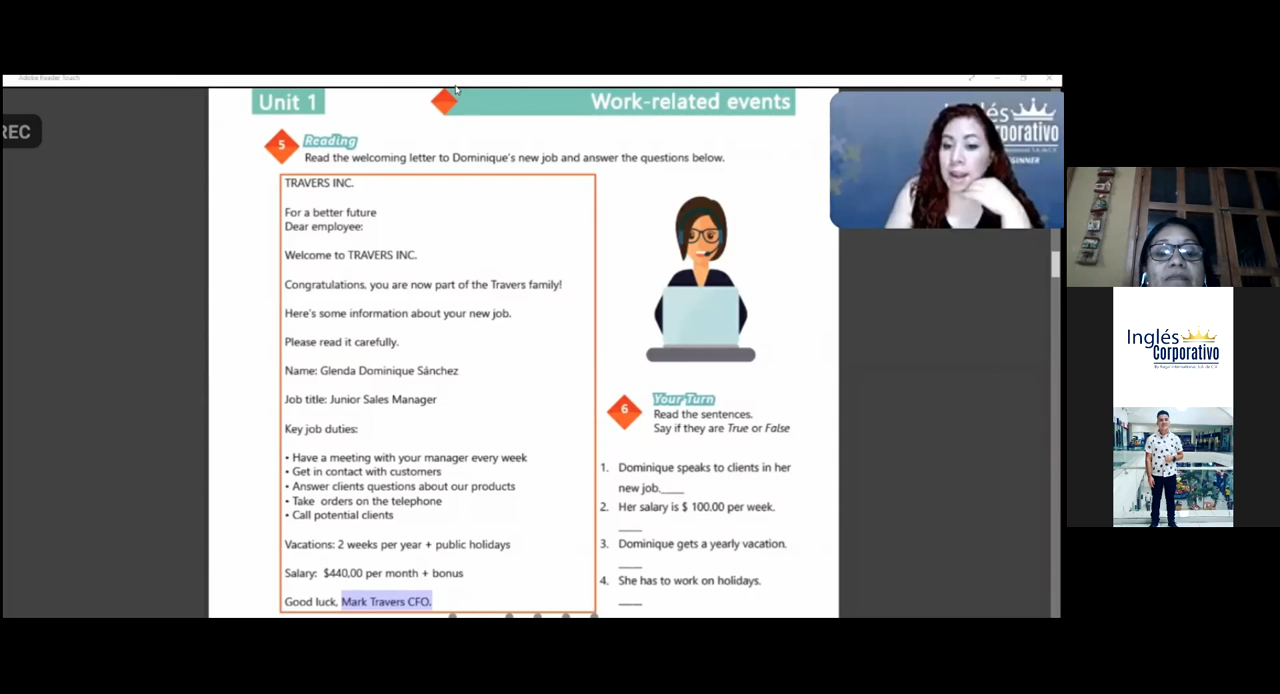 Adobe Reader Touch
REC
Unit 1
Work-related events
5
Reading
Read the welcoming letter to Dominique's new job and answer the questions below.
TRAVERS INC.
For a better future
Dear employee:
Welcome to TRAVERS INC.
Congratulations, you are now part of the Travers family!
Here's some information about your new job.
Please read it carefully.
Name: Glenda Dominique Sánchez
Job title: Junior Sales Manager
Key job duties:
• Have a meeting with your manager every week
• Get in contact with customers
• Answer clients questions about our products
• Take orders on the telephone
• Call potential clients
Vacations: 2 weeks per year + public holidays
Salary: $440,00 per month + bonus
Good luck, Mark Travers CFO.
6
Your Turn
Read the sentences.
Say if they are True or False
1. Dominique speaks to clients in her
new job.____
2. Her salary is $ 100.00 per week.
____
3. Dominique gets a yearly vacation.
____
4. She has to work on holidays.
____
Inglés
Corporativo